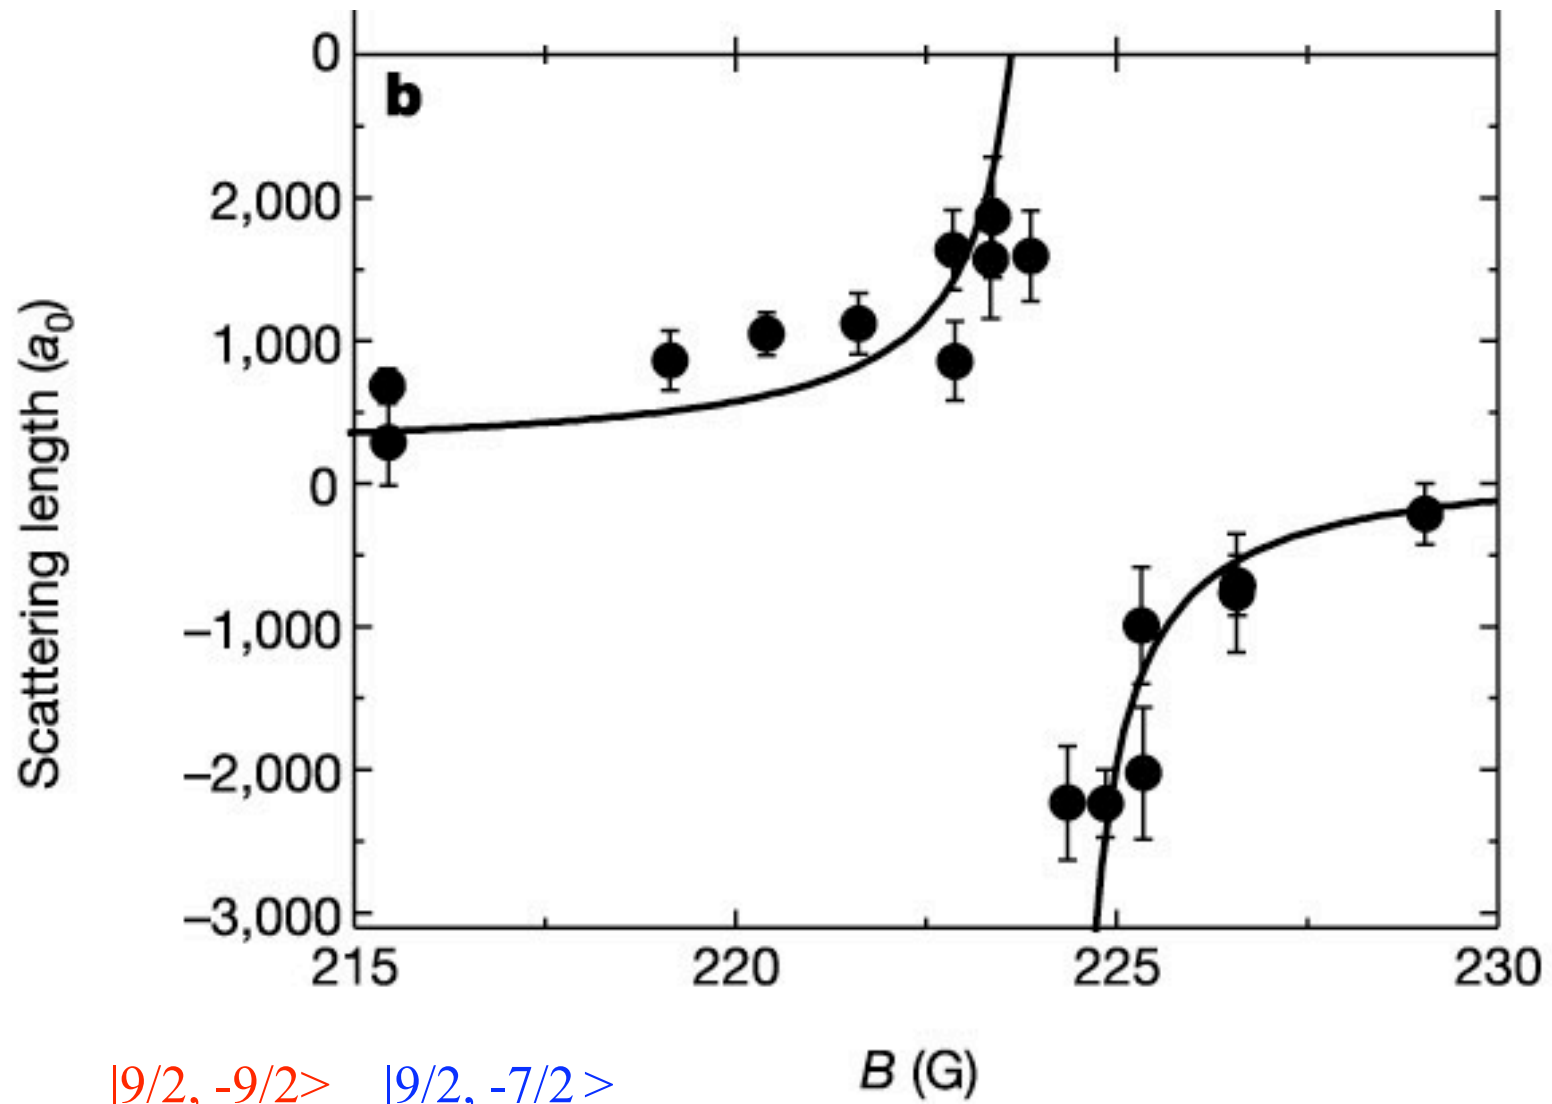 0
b
2,000
1,000
0
–1,000
–2,000
–3,000
Scattering length (a₀)
215 220 225 230
B (G)
|9/2, -9/2> |9/2, -7/2 >